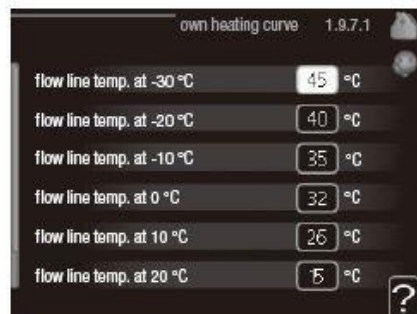 own heating curve 1.9.7.1
flow line temp. at -30 °C 45 °C
flow line temp. at -20 °C 40 °C
flow line temp. at -10 °C 35 °C
flow line temp. at 0 °C 32 °C
flow line temp. at 10 °C 26 °C
flow line temp. at 20 °C 15 °C
?